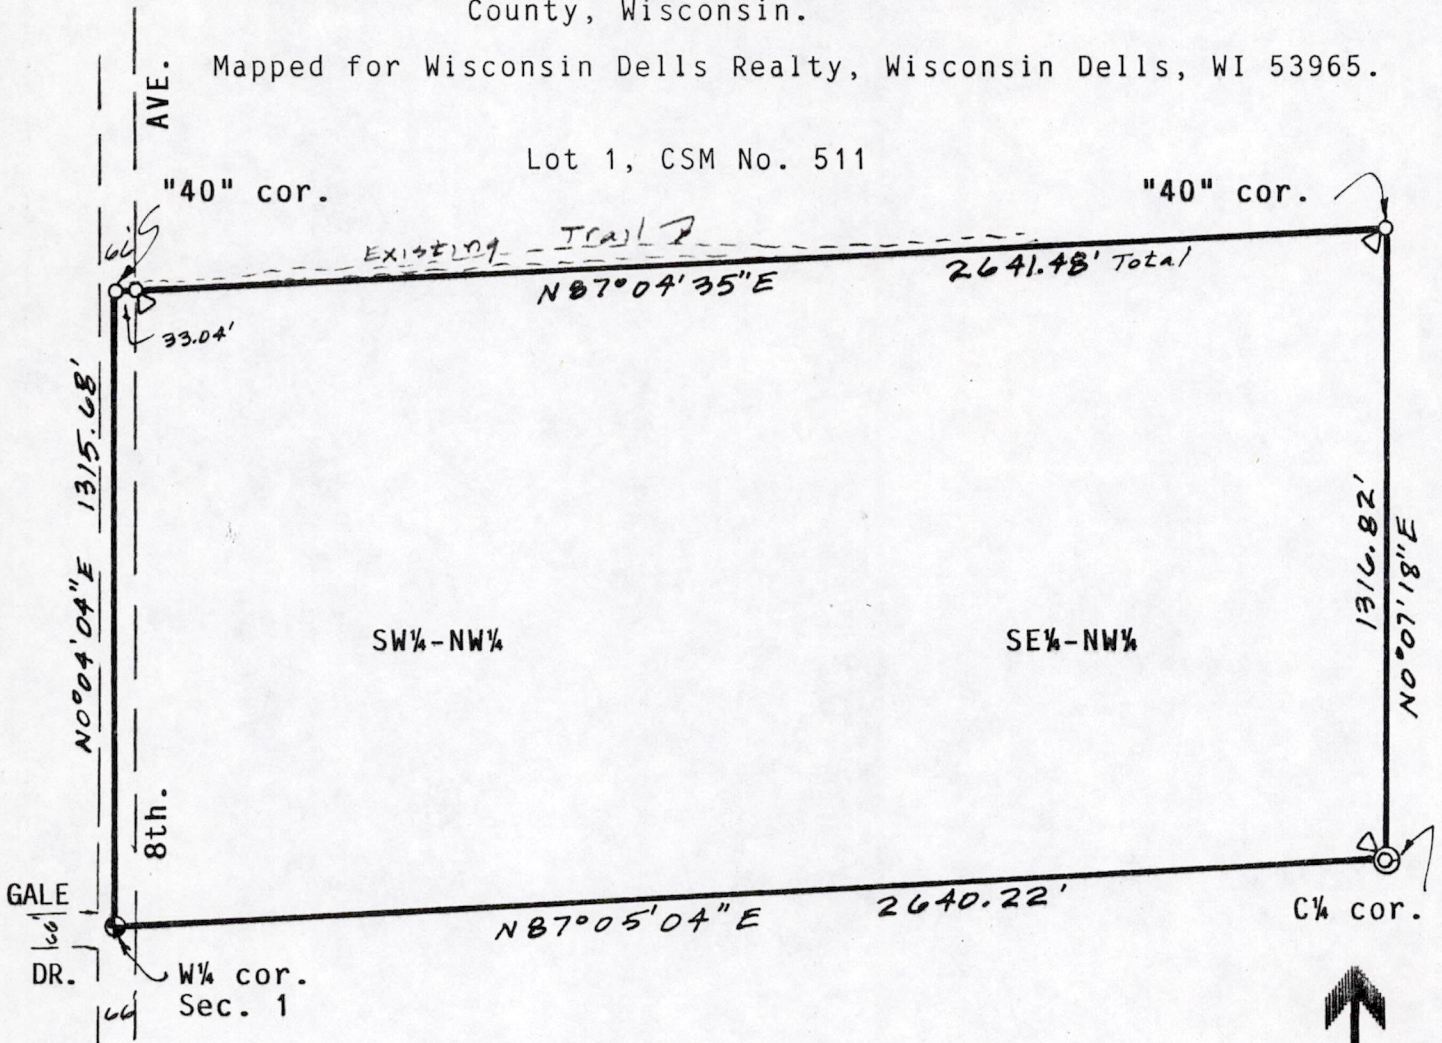 County, Wisconsin.
Mapped for Wisconsin Dells Realty, Wisconsin Dells, WI 53965.
AVE.
Lot 1, CSM No. 511
"40" cor.
"40" cor.
66'
Existing Trail
2641.48' Total
N87°04'35"E
33.04'
1315.68'
N0°04'04"E
1316.82'
N0°01'18"E
SW¼-NW¼
SE¼-NW¼
8th.
GALE
66'
DR.
N87°05'04"E
2640.22'
C¼ cor.
W¼ cor.
Sec. 1
66'